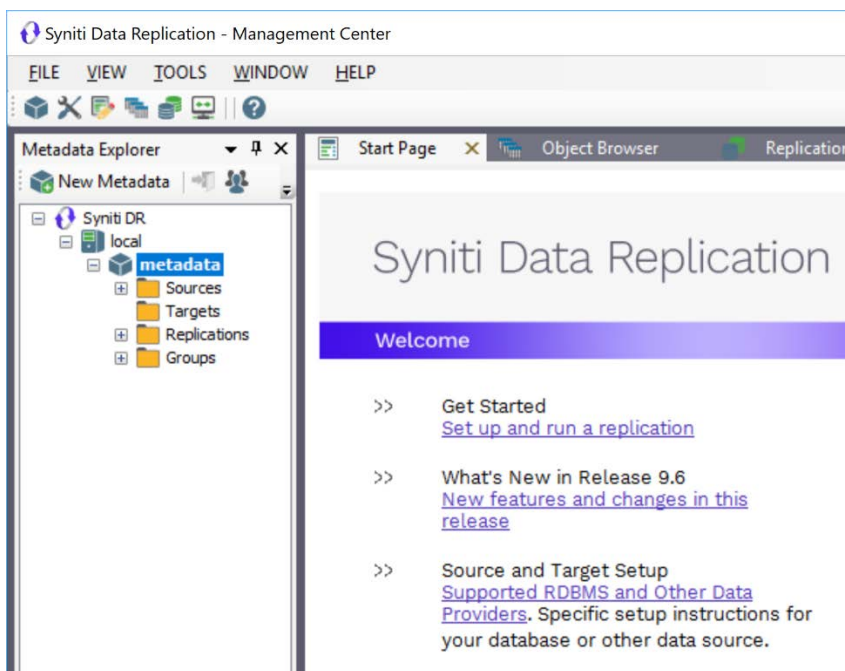 Syniti Data Replication - Management Center
FILE VIEW TOOLS WINDOW HELP
Metadata Explorer
Start Page
Object Browser
Replication
New Metadata
Syniti DR
local
metadata
Sources
Targets
Replications
Groups
Syniti Data Replication
Welcome
>> Get Started
Set up and run a replication
>> What's New in Release 9.6
New features and changes in this
release
>> Source and Target Setup
Supported RDBMS and Other Data
Providers. Specific setup instructions for
your database or other data source.